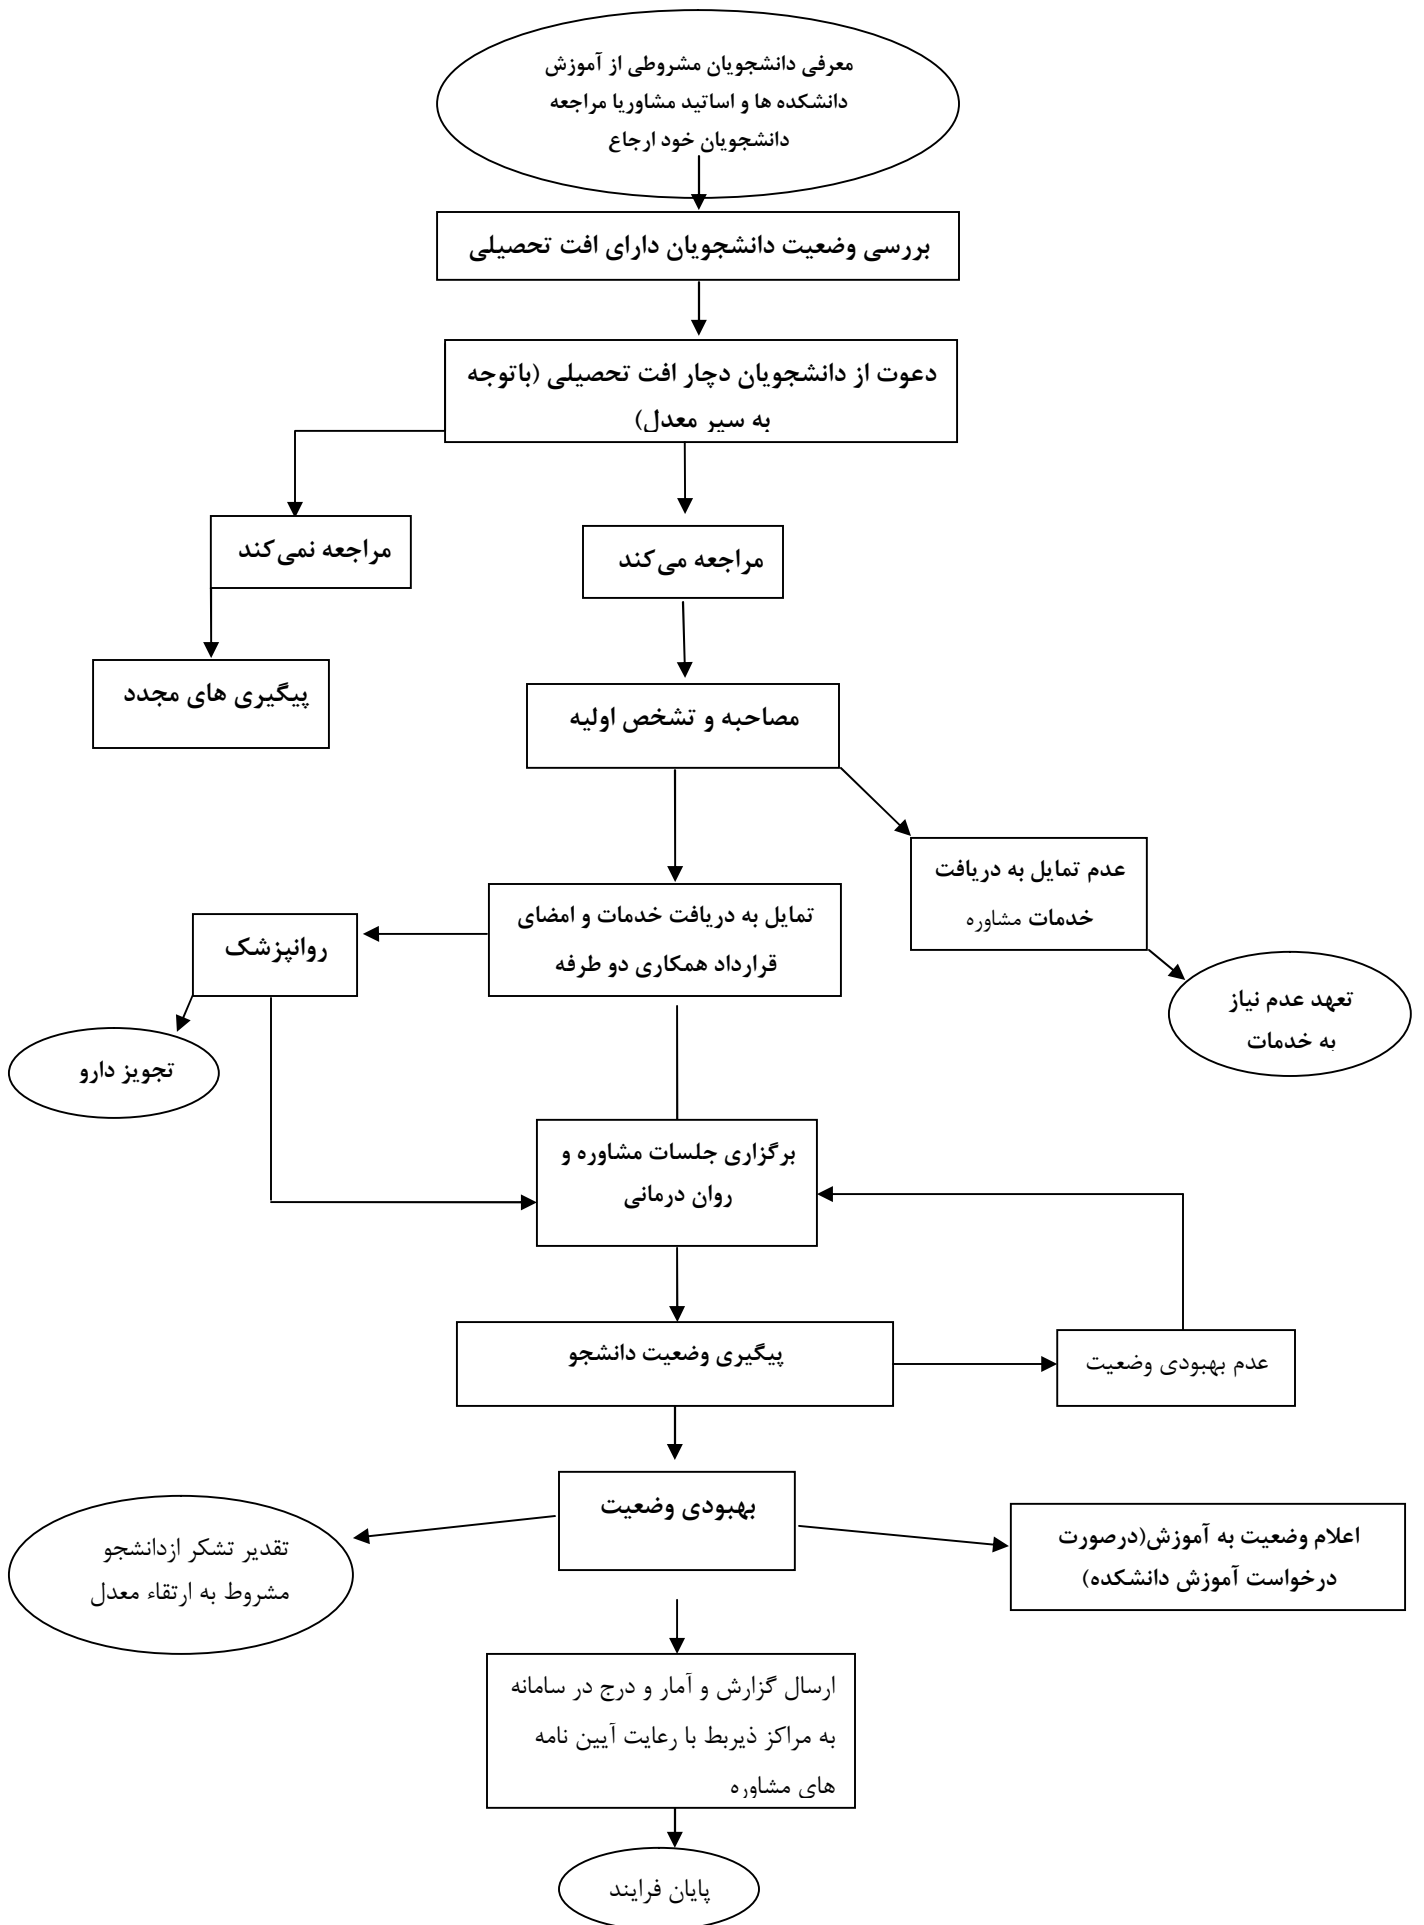 معرفی دانشجویان مشروطی از آموزش
دانشکده ها و اساتید مشاوریا مراجعه
دانشجویان خود ارجاع
بررسی وضعیت دانشجویان دارای افت تحصیلی
دعوت از دانشجویان دچار افت تحصیلی (باتوجه
به سیر معدل)
مراجعه نمی‌کند
مراجعه می‌کند
پیگیری های مجدد
مصاحبه و تشخص اولیه
عدم تمایل به دریافت
خدمات مشاوره
تمایل به دریافت خدمات و امضای
قرارداد همکاری دو طرفه
روانپزشک
تعهد عدم نیاز
به خدمات
تجویز دارو
برگزاری جلسات مشاوره و
روان درمانی
پیگیری وضعیت دانشجو
عدم بهبودی وضعیت
بهبودی وضعیت
اعلام وضعیت به آموزش(درصورت
درخواست آموزش دانشکده)
تقدیر تشکر ازدانشجو
مشروط به ارتقاء معدل
ارسال گزارش و آمار و درج در سامانه
به مراکز ذیربط با رعایت آیین نامه
های مشاوره
پایان فرایند